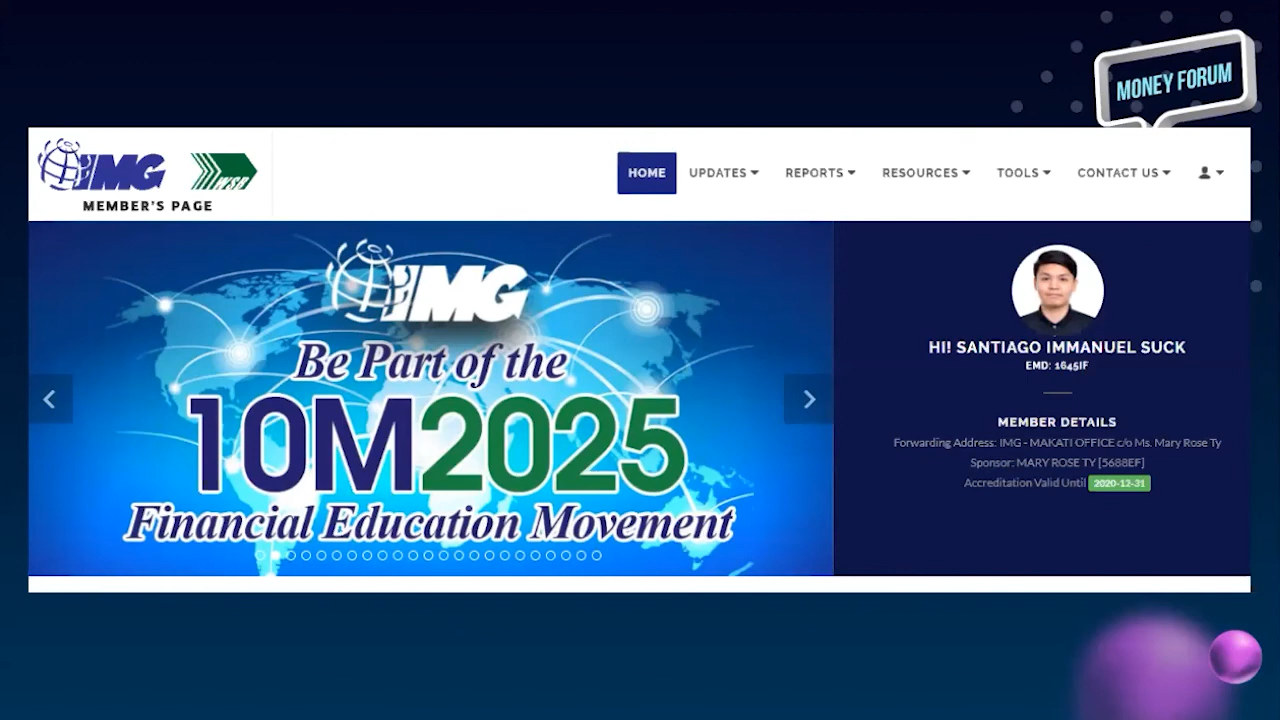 MONEY FORUM
IMG WSB
MEMBER'S PAGE
HOME UPDATES REPORTS RESOURCES TOOLS CONTACT US
IMG
Be Part of the
10M2025
Financial Education Movement
HI! SANTIAGO IMMANUEL SUCK
EMD: 1645IF
MEMBER DETAILS
Forwarding Address: IMG - MAKATI OFFICE c/o Ms. Mary Rose Ty
Sponsor: MARY ROSE TY [5688EF]
Accreditation Valid Until 2020-12-31